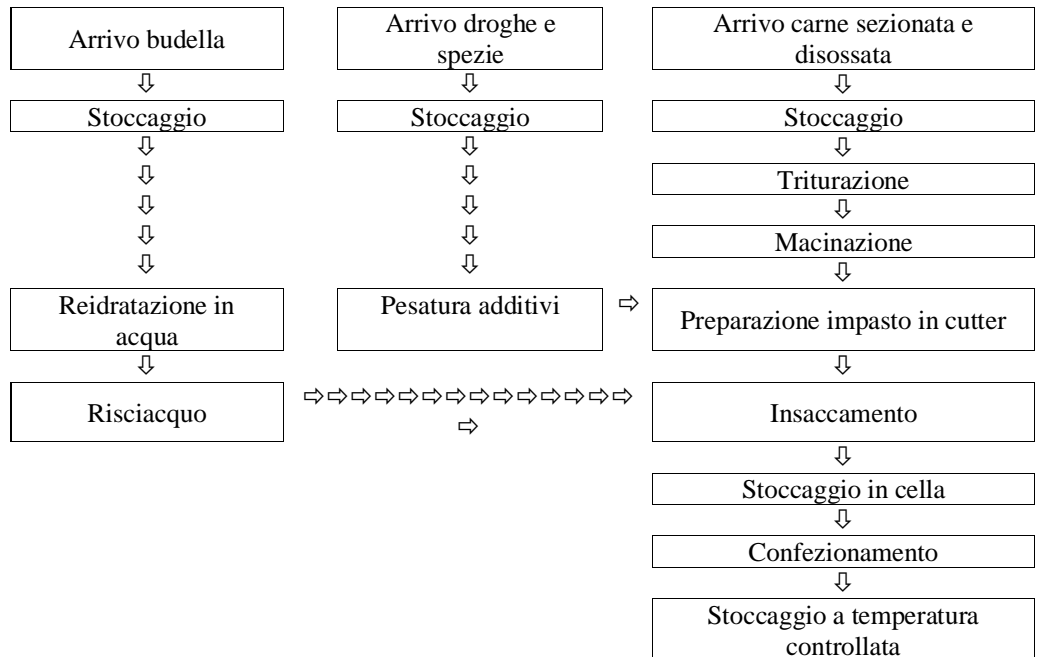 Arrivo budella
Arrivo droghe e
spezie
Arrivo carne sezionata e
disossata
Stoccaggio
Stoccaggio
Stoccaggio
Triturazione
Macinazione
Reidratazione in
acqua
Pesatura additivi
Preparazione impasto in cutter
Risciacquo
Insaccamento
Stoccaggio in cella
Confezionamento
Stoccaggio a temperatura
controllata